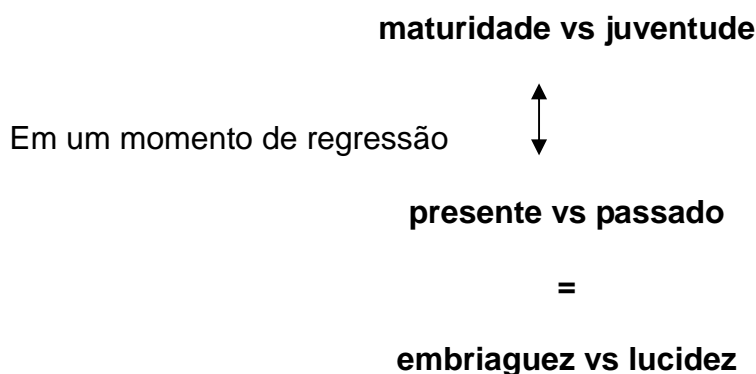 maturidade vs juventude
Em um momento de regressão
presente vs passado
=
embriaguez vs lucidez